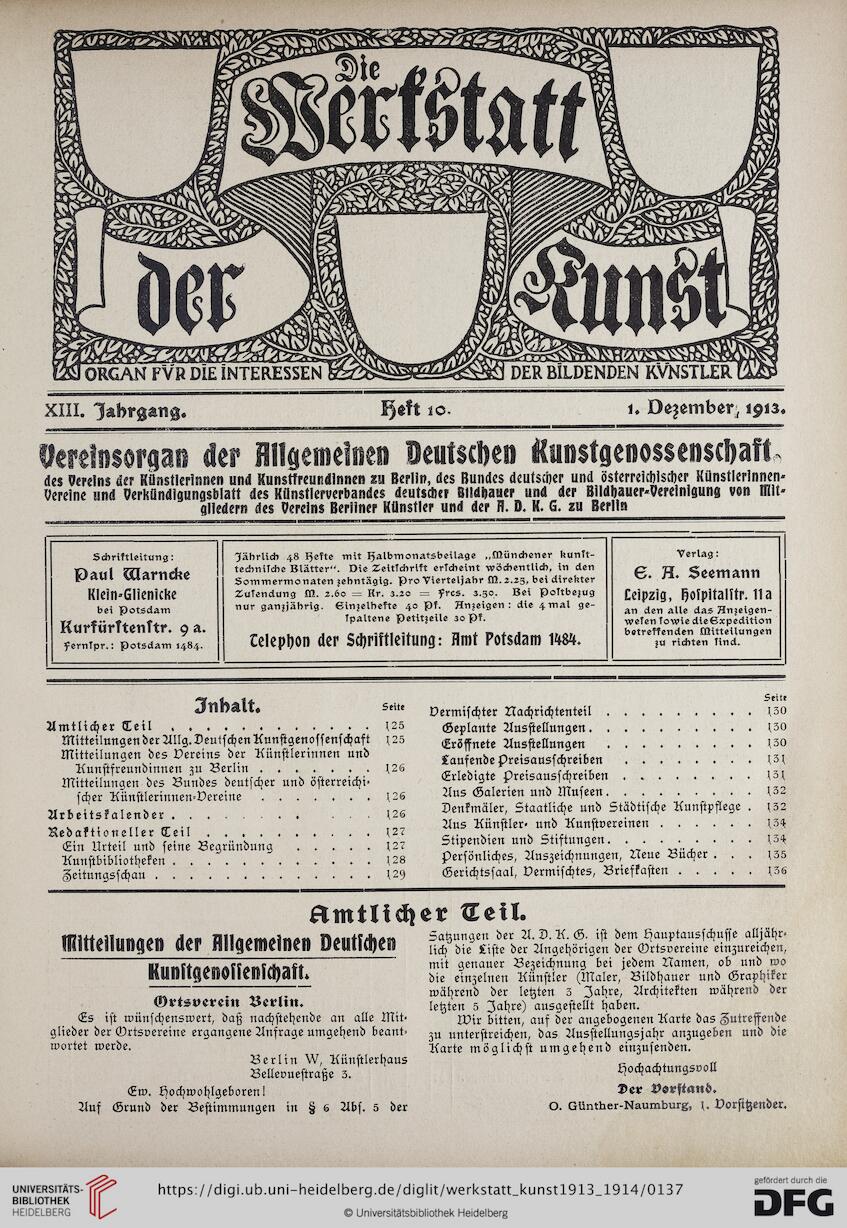 Die
Werkstatt
der
Kunst
ORGAN FVR DIE INTERESSEN
DER BILDENDEN KVNSTLER
XIII. Jahrgang.
Heft 10.
1. Dezember, 1913.
Vereinsorgan der Allgemeinen Deutschen Kunstgenossenschaft,
des Vereins der Künstlerinnen und Kunstfreundinnen zu Berlin, des Bundes deutscher und österreichischer Künstlerinnen-
Vereine und Verkündigungsblatt des Künstlerverbandes deutscher Bildhauer und der Bildhauer-Vereinigung von Mit-
gliedern des Vereins Berliner Künstler und der A. D. K. G. zu Berlin
Schriftleitung:
Paul Warncke
Klein-Glienicke
bei Potsdam
Kurfürstenstr. 9a.
Fernspr.: Potsdam 1484.
Jährlich 48 Hefte mit Halbmonatsbeilage „Münchener kunst-
technische Blätter“. Die Zeitschrift erscheint wöchentlich, in den
Sommermonaten zehntägig. Pro Vierteljahr M. 2.25, bei direkter
Zusendung M. 2.60 = Kr. 3.20 = Frcs. 3.50. Bei Postbezug
nur ganzjährig. Einzelhefte 40 Pf. Anzeigen: die 4mal ge-
spaltene Petitzeile 30 Pf.
Telephon der Schriftleitung: Amt Potsdam 1484.
Verlag:
E. A. Seemann
Leipzig, Hospitalstr. 11a
an den alle das Anzeigen-
wesen sowie die Expedition
betreffenden Mitteilungen
zu richten sind.
Inhalt.
Seite
Amtlicher Teil . . . . . . . . . . . 125
Mitteilungen der Allg. Deutschen Kunstgenossenschaft 125
Mitteilungen des Vereins der Künstlerinnen und
Kunstfreundinnen zu Berlin . . . . . . . 126
Mitteilungen des Bundes deutscher und österreichi-
scher Künstlerinnen-Vereine . . . . . . . 126
Arbeitskalender . . . . . . . . . 126
Redaktioneller Teil . . . . . . . . . 127
Ein Urteil und seine Begründung . . . . . . 127
Kunstbibliotheken . . . . . . . . . . . 128
Zeitungsschau . . . . . . . . . . . . 129
Seite
Vermischter Nachrichtenteil . . . . . . . . . 130
Geplante Ausstellungen . . . . . . . . . . 130
Eröffnete Ausstellungen . . . . . . . . . . 130
Laufende Preisausschreiben . . . . . . . . . 131
Erledigte Preisausschreiben . . . . . . . . 131
Aus Galerien und Museen . . . . . . . . . 132
Denkmäler, Staatliche und Städtische Kunstpflege . 132
Aus Künstler- und Kunstvereinen . . . . . . 134
Stipendien und Stiftungen . . . . . . . . . 134
Persönliches, Auszeichnungen, Neue Bücher . . . 135
Gerichtssaal, Vermischtes, Briefkasten . . . . . 136
Amtlicher Teil.
Mitteilungen der Allgemeinen Deutschen
Kunstgenossenschaft.
Ortsverein Berlin.
Es ist wünschenswert, daß nachstehende an alle Mit-
glieder der Ortsvereine ergangene Anfrage umgehend beant-
wortet werde.
Berlin W, Künstlerhaus
Bellevuestraße 3.
Ew. Hochwohlgeboren!
Auf Grund der Bestimmungen in § 6 Abs. 5 der
Satzungen der A. D. K. G. ist dem Hauptausschusse alljähr-
lich die Liste der Angehörigen der Ortsvereine einzureichen,
mit genauer Bezeichnung bei jedem Namen, ob und wo
die einzelnen Künstler (Maler, Bildhauer und Graphiker
während der letzten 3 Jahre, Architekten während der
letzten 5 Jahre) ausgestellt haben.
Wir bitten, auf der angebogenen Karte das Zutreffende
zu unterstreichen, das Ausstellungsjahr anzugeben und die
Karte möglichst umgehend einzusenden.
Hochachtungsvoll
Der Vorstand.
O. Günther-Naumburg, 1. Vorsitzender.
UNIVERSITÄTS-
BIBLIOTHEK
HEIDELBERG
https://digi.ub.uni-heidelberg.de/diglit/werkstatt_kunst1913_1914/0137
© Universitätsbibliothek Heidelberg
gefördert durch die
DFG